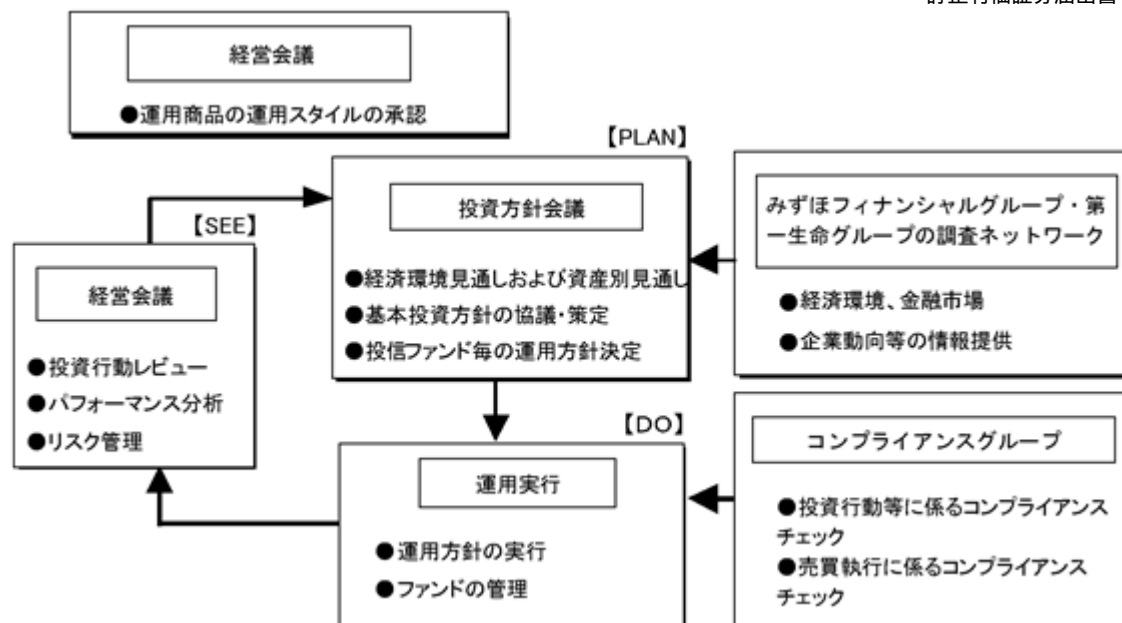 訂正有価証券届出書
経営会議
●運用商品の運用スタイルの承認
【PLAN】
投資方針会議
●経済環境見通しおよび資産別見通し
●基本投資方針の協議・策定
●投信ファンド毎の運用方針決定
みずほフィナンシャルグループ・第
一生命グループの調査ネットワーク
●経済環境、金融市場
●企業動向等の情報提供
【SEE】
経営会議
●投資行動レビュー
●パフォーマンス分析
●リスク管理
【DO】
運用実行
●運用方針の実行
●ファンドの管理
コンプライアンスグループ
●投資行動等に係るコンプライアンス
チェック
●売買執行に係るコンプライアンス
チェック